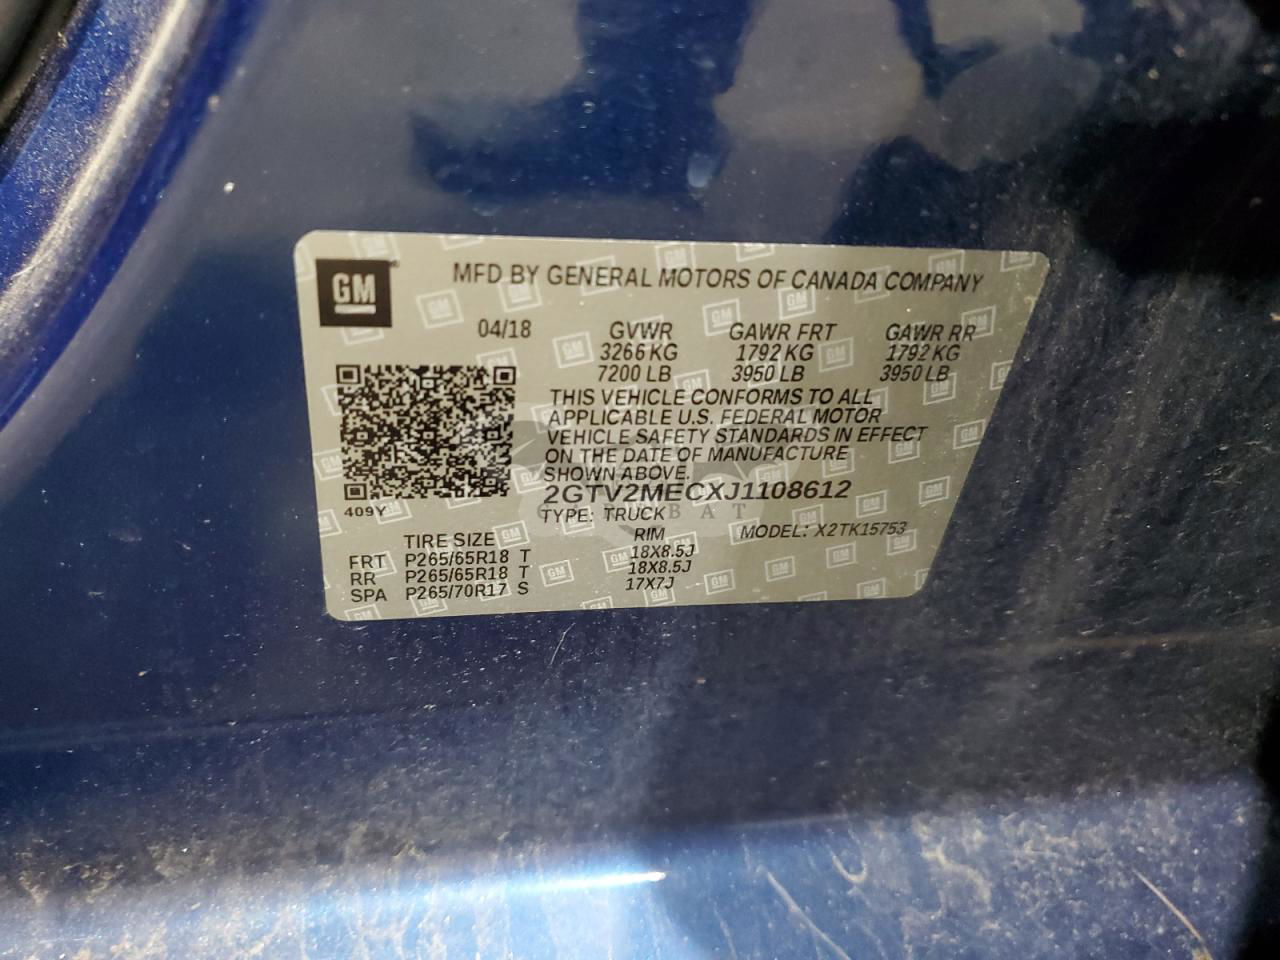 GM
MFD BY GENERAL MOTORS OF CANADA COMPANY
04/18 GVWR GAWR FRT GAWR RR
3266 KG 1792 KG 1792 KG
7200 LB 3950 LB 3950 LB
THIS VEHICLE CONFORMS TO ALL
APPLICABLE U.S. FEDERAL MOTOR
VEHICLE SAFETY STANDARDS IN EFFECT
ON THE DATE OF MANUFACTURE
SHOWN ABOVE.
2GTV2MECXJ1108612
409Y
TYPE: TRUCK MODEL: X2TK15753
TIRE SIZE RIM
FRT P265/65R18 T 18X8.5J
RR P265/65R18 T 18X8.5J
SPA P265/70R17 S 17X7J